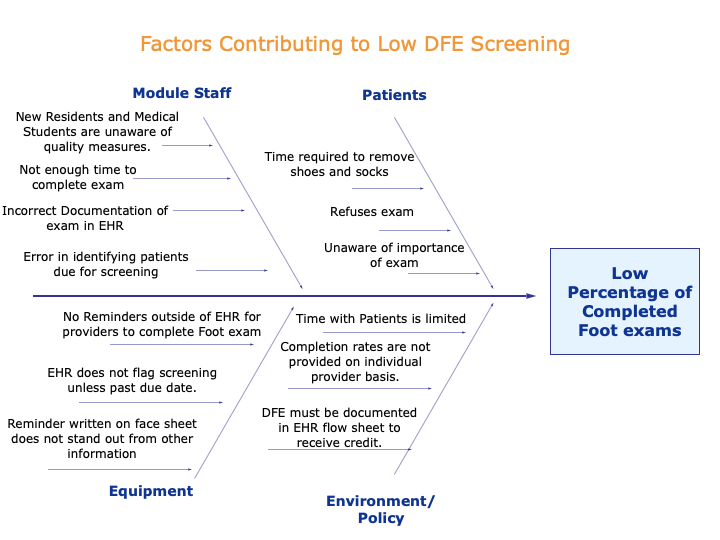 Factors Contributing to Low DFE Screening
Module Staff
New Residents and Medical
Students are unaware of
quality measures.
Not enough time to
complete exam
Incorrect Documentation of
exam in EHR
Error in identifying patients
due for screening
Patients
Time required to remove
shoes and socks
Refuses exam
Unaware of importance
of exam
Low
Percentage of
Completed
Foot exams
No Reminders outside of EHR for
providers to complete Foot exam
EHR does not flag screening
unless past due date.
Reminder written on face sheet
does not stand out from other
information
Equipment
Time with Patients is limited
Completion rates are not
provided on individual
provider basis.
DFE must be documented
in EHR flow sheet to
receive credit.
Environment/
Policy